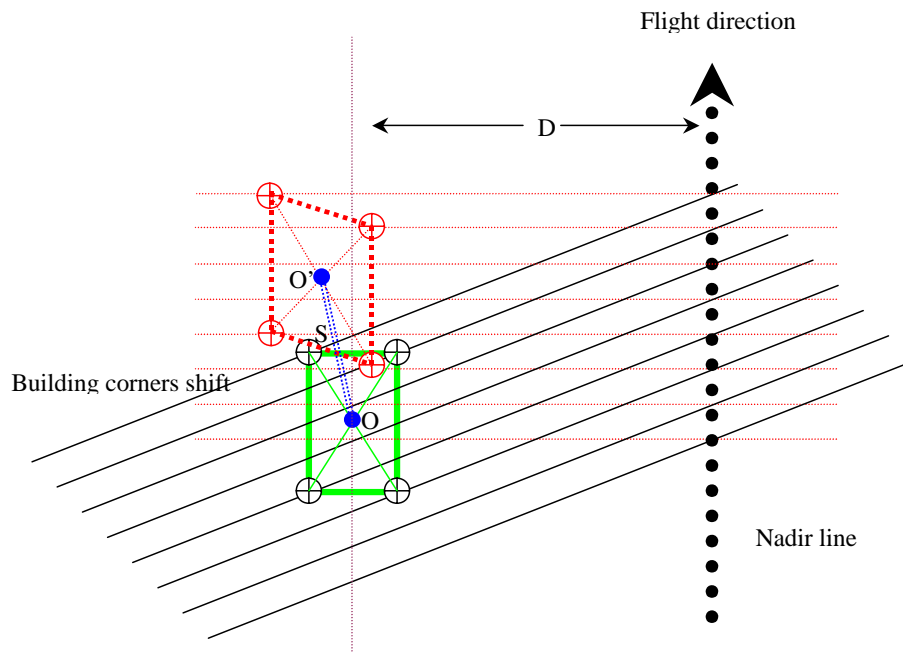 Flight direction
D
O'
S
Building corners shift
O
Nadir line